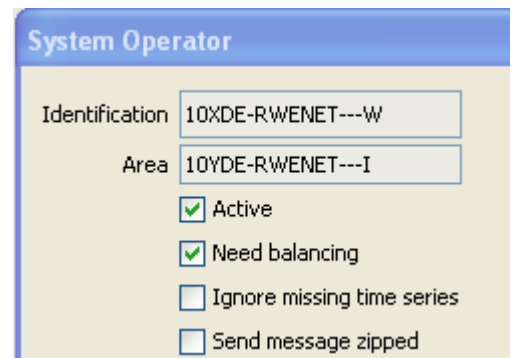 System Operator
Identification 10XDE-RWENET---W
Area 10YDE-RWENET---I
Active
Need balancing
Ignore missing time series
Send message zipped